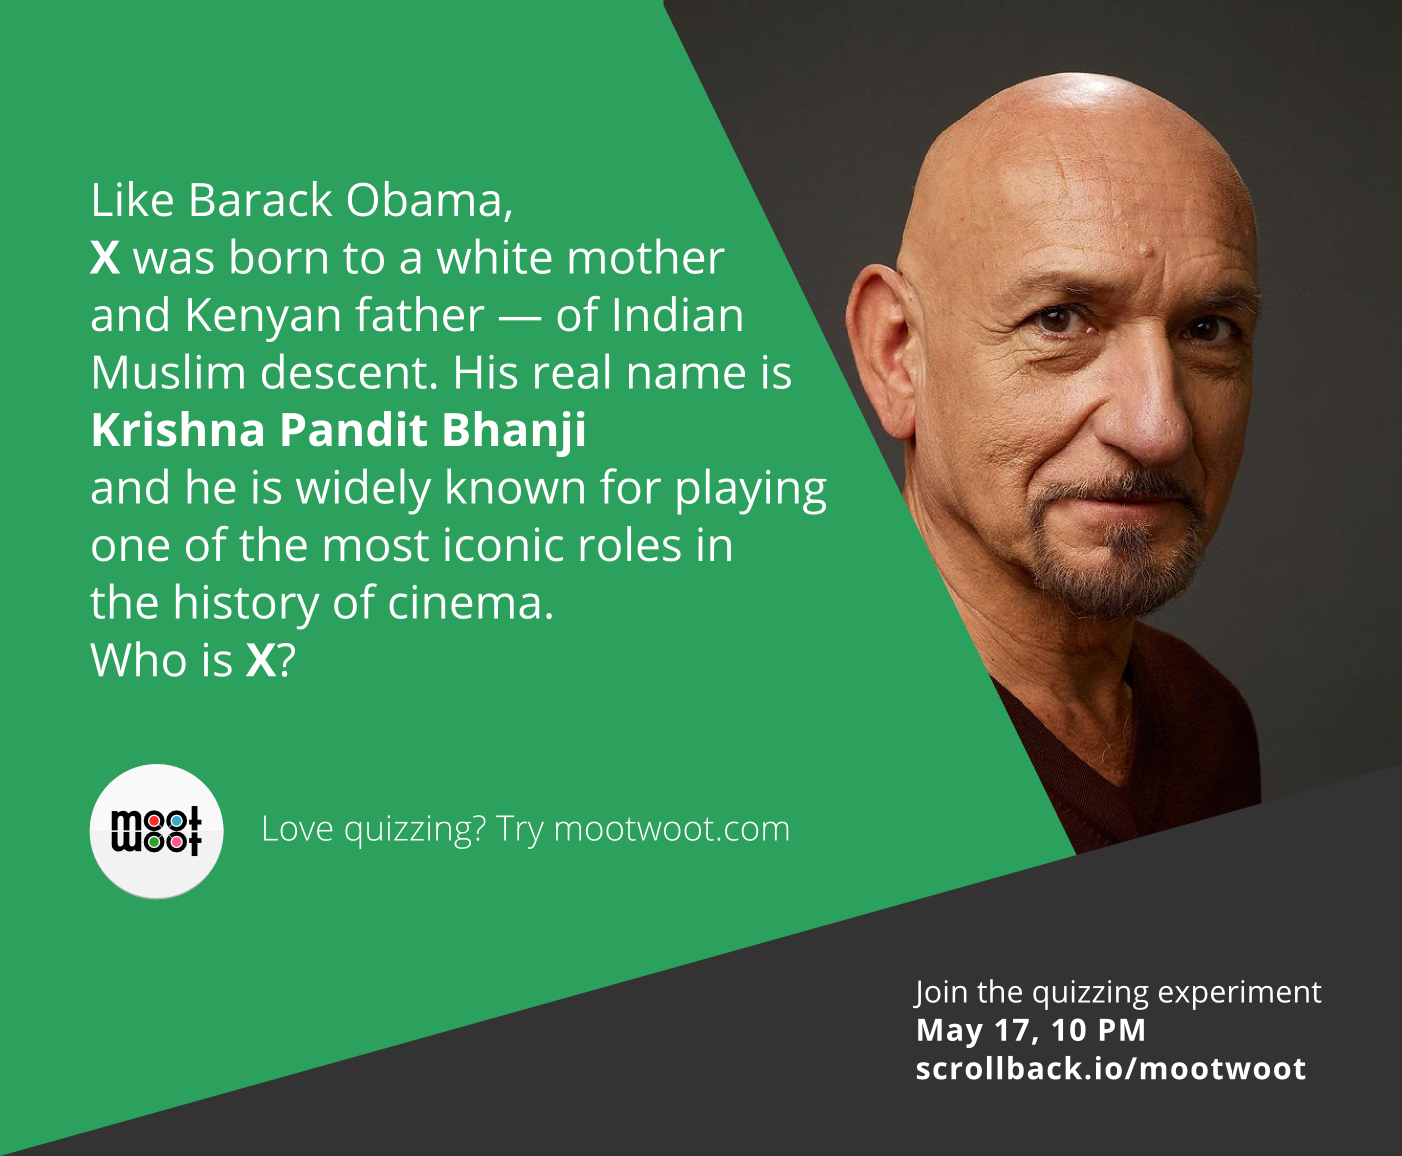 Like Barack Obama,
X was born to a white mother
and Kenyan father — of Indian
Muslim descent. His real name is
Krishna Pandit Bhanji
and he is widely known for playing
one of the most iconic roles in
the history of cinema.
Who is X?
moot
woot
Love quizzing? Try mootwoot.com
Join the quizzing experiment
May 17, 10 PM
scrollback.io/mootwoot